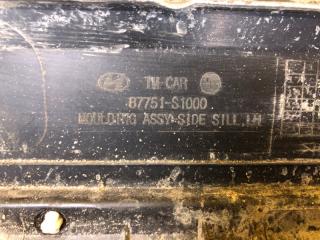 TM-CAR
87751-S1000
MOULDING ASSY-SIDE SILL,LH